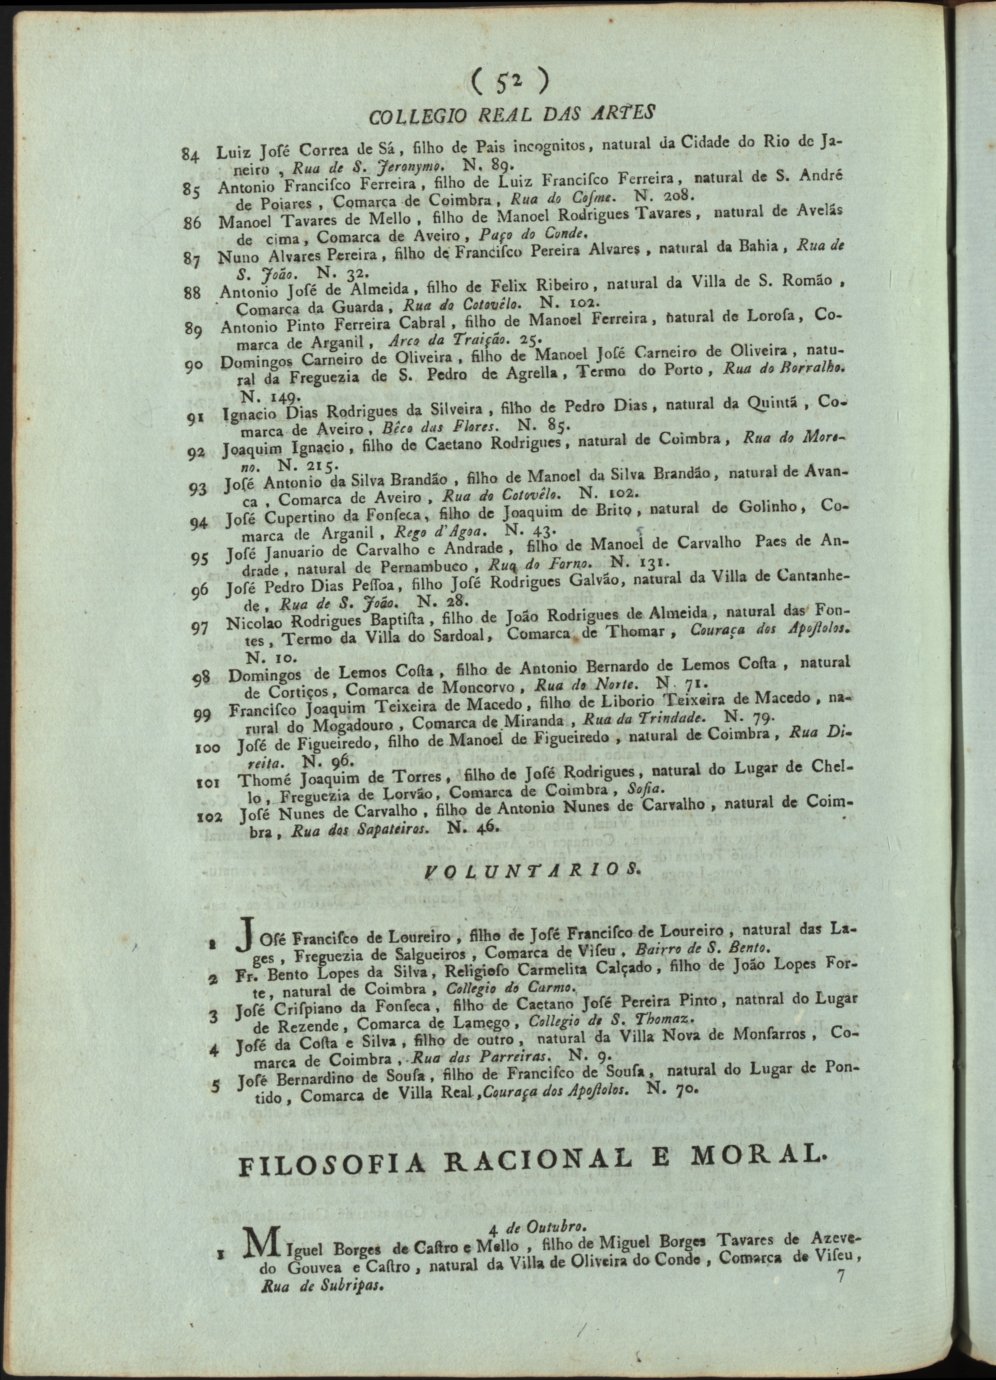 ( 52 )
COLLEGIO REAL DAS ARTES
84 Luiz Joſé Correa de Sá, filho de Pais incognitos, natural da Cidade do Rio de Ja-
neiro, Rua de S. Jeronymo. N. 89.
85 Antonio Franciſco Ferreira, filho de Luiz Franciſco Ferreira, natural de S. André
de Poiares, Comarca de Coimbra, Rua do Coſme. N. 208.
86 Manoel Tavares de Mello, filho de Manoel Rodrigues Tavares, natural de Avelãs
de cima, Comarca de Aveiro, Paço do Conde.
87 Nuno Alvares Pereira, filho de Franciſco Pereira Alvares, natural da Bahia, Rua de
S. João. N. 32.
88 Antonio Joſé de Almeida, filho de Felix Ribeiro, natural da Villa de S. Romão,
Comarca da Guarda, Rua do Cotovêlo. N. 102.
89 Antonio Pinto Ferreira Cabral, filho de Manoel Ferreira, natural de Loroſa, Co-
marca de Arganil, Arco da Traição. 25.
90 Domingos Carneiro de Oliveira, filho de Manoel Joſé Carneiro de Oliveira, natu-
ral da Freguezia de S. Pedro de Agrella, Termo do Porto, Rua do Borralho.
N. 149.
91 Ignacio Dias Rodrigues da Silveira, filho de Pedro Dias, natural da Quintã, Co-
marca de Aveiro, Bêco das Flores. N. 85.
92 Joaquim Ignacio, filho de Caetano Rodrigues, natural de Coimbra, Rua do More-
no. N. 215.
93 Joſé Antonio da Silva Brandão, filho de Manoel da Silva Brandão, natural de Avan-
ca, Comarca de Aveiro, Rua do Cotovêlo. N. 102.
94 Joſé Cupertino da Fonſeca, filho de Joaquim de Brito, natural de Golinho, Co-
marca de Arganil, Rego d'Agoa. N. 43.
95 Joſé Januario de Carvalho e Andrade, filho de Manoel de Carvalho Paes de An-
drade, natural de Pernambuco, Rua do Forno. N. 131.
96 Joſé Pedro Dias Peſſoa, filho Joſé Rodrigues Galvão, natural da Villa de Cantanhe-
de, Rua de S. João. N. 28.
97 Nicolao Rodrigues Baptiſta, filho de João Rodrigues de Almeida, natural das Fon-
tes, Termo da Villa do Sardoal, Comarca de Thomar, Couraça dos Apoſtolos.
N. 10.
98 Domingos de Lemos Coſta, filho de Antonio Bernardo de Lemos Coſta, natural
de Cortiços, Comarca de Moncorvo, Rua do Norte. N. 71.
99 Franciſco Joaquim Teixeira de Macedo, filho de Liborio Teixeira de Macedo, na-
rural do Mogadouro, Comarca de Miranda, Rua da Trindade. N. 79.
100 Joſé de Figueiredo, filho de Manoel de Figueiredo, natural de Coimbra, Rua Di-
reita. N. 96.
101 Thomé Joaquim de Torres, filho de Joſé Rodrigues, natural do Lugar de Chel-
lo, Freguezia de Lorvão, Comarca de Coimbra, Sofia.
102 Joſé Nunes de Carvalho, filho de Antonio Nunes de Carvalho, natural de Coim-
bra, Rua dos Sapateiros. N. 46.
VOLUNTARIOS.
1 JOſé Franciſco de Loureiro, filho de Joſé Franciſco de Loureiro, natural das La-
ges, Freguezia de Salgueiros, Comarca de Viſeu, Bairro de S. Bento.
2 Fr. Bento Lopes da Silva, Religioſo Carmelita Calçado, filho de João Lopes For-
te, natural de Coimbra, Collegio do Carmo.
3 Joſé Criſpiano da Fonſeca, filho de Caetano Joſé Pereira Pinto, natnral do Lugar
de Rezende, Comarca de Lamego, Collegio de S. Thomaz.
4 Joſé da Coſta e Silva, filho de outro, natural da Villa Nova de Monſarros, Co-
marca de Coimbra, Rua das Parreiras. N. 9.
5 Joſé Bernardino de Souſa, filho de Franciſco de Souſa, natural do Lugar de Pon-
tido, Comarca de Villa Real, Couraça dos Apoſtolos. N. 70.
FILOSOFIA RACIONAL E MORAL.
4 de Outubro.
1 MIguel Borges de Caſtro e Mello, filho de Miguel Borges Tavares de Azeve-
do Gouvea e Caſtro, natural da Villa de Oliveira do Conde, Comarca de Viſeu,
Rua de Subripas.
7